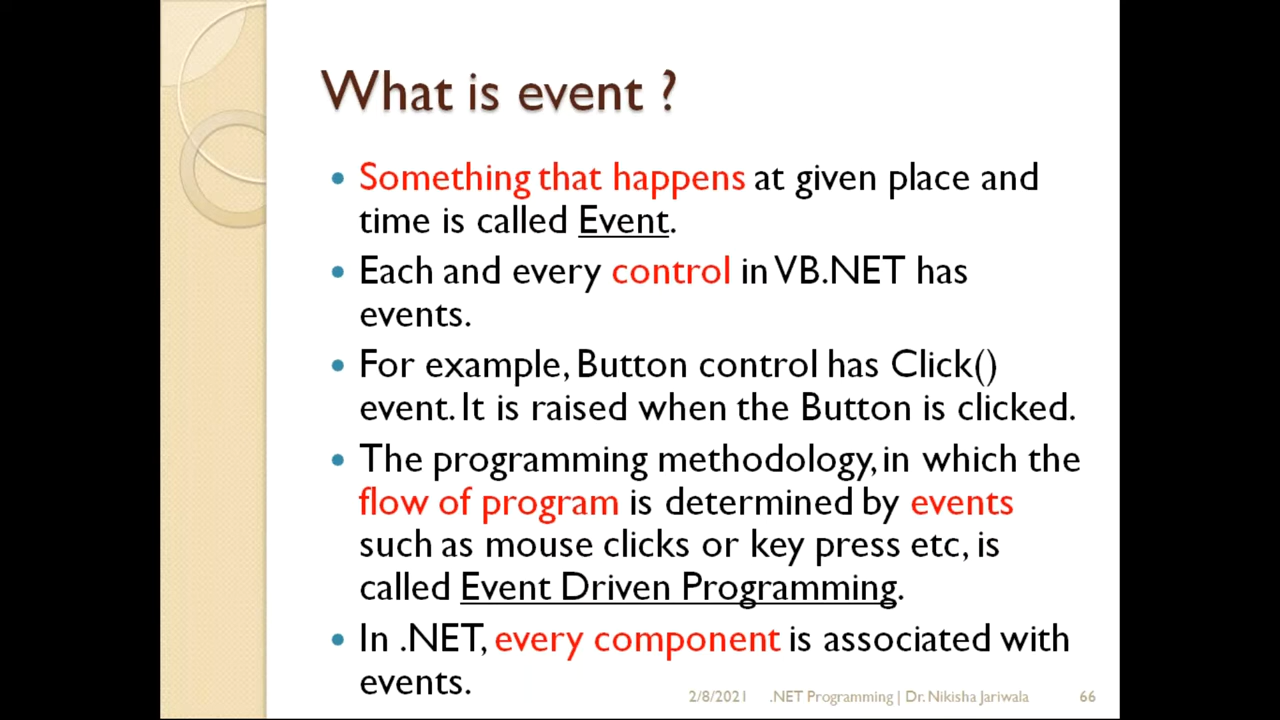 What is event ?
• Something that happens at given place and
time is called Event.
• Each and every control in VB.NET has
events.
• For example, Button control has Click()
event. It is raised when the Button is clicked.
• The programming methodology, in which the
flow of program is determined by events
such as mouse clicks or key press etc, is
called Event Driven Programming.
• In .NET, every component is associated with
events.
2/8/2021 .NET Programming | Dr. Nikisha Jariwala 66